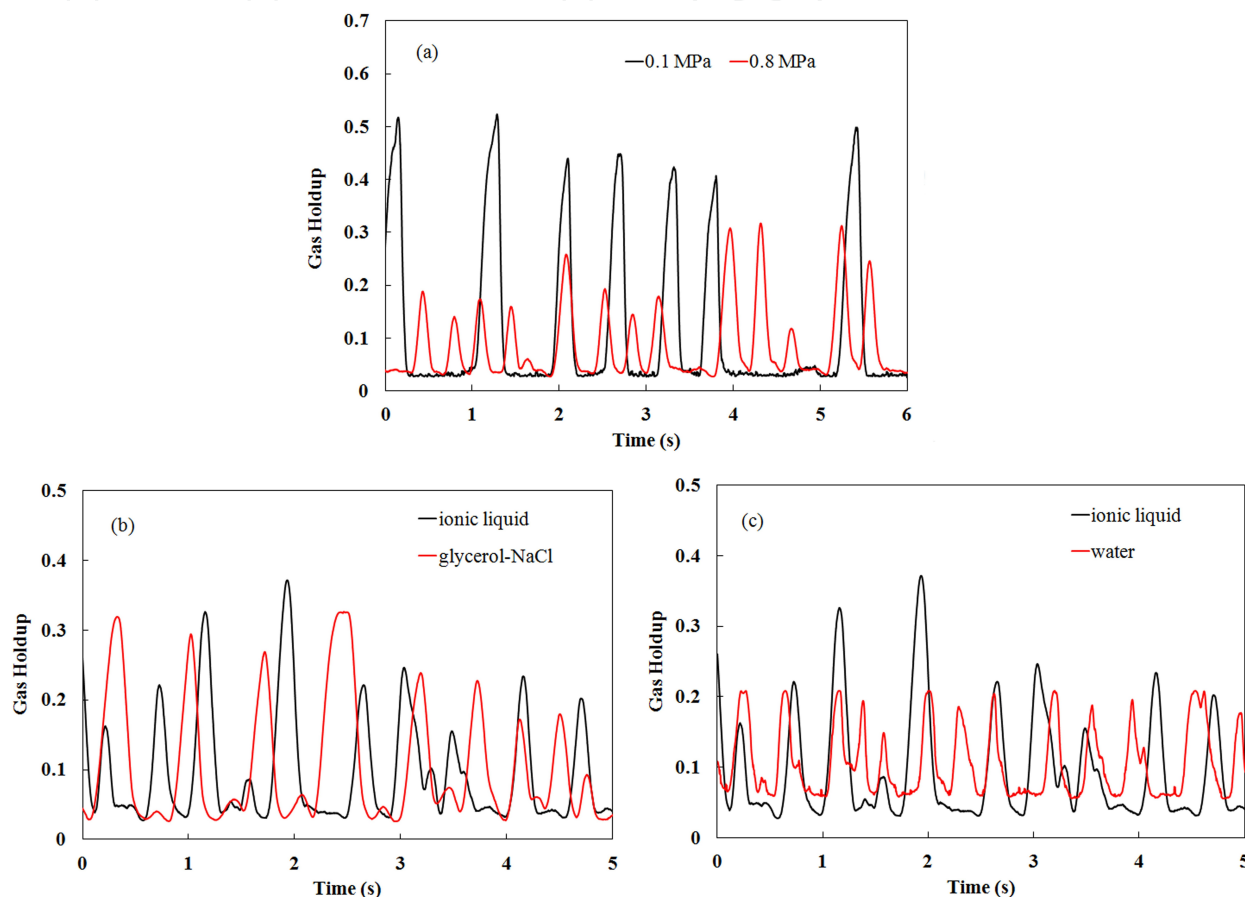 (a)
0.1 MPa
0.8 MPa
0.7
0.6
0.5
0.4
0.3
0.2
0.1
0
Gas Holdup
0 1 2 3 4 5 6
Time (s)
(b)
ionic liquid
glycerol-NaCl
0.5
0.4
0.3
0.2
0.1
0
Gas Holdup
0 1 2 3 4 5
Time (s)
(c)
ionic liquid
water
0.5
0.4
0.3
0.2
0.1
0
Gas Holdup
0 1 2 3 4 5
Time (s)